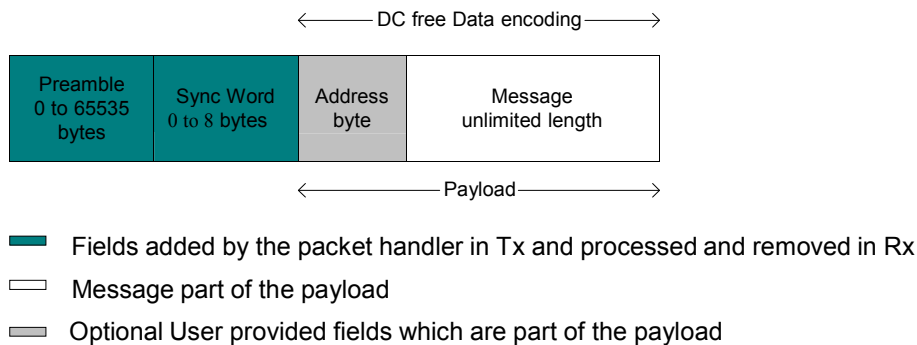 DC free Data encoding
Preamble
0 to 65535
bytes
Sync Word
0 to 8 bytes
Address
byte
Message
unlimited length
Payload
Fields added by the packet handler in Tx and processed and removed in Rx
Message part of the payload
Optional User provided fields which are part of the payload